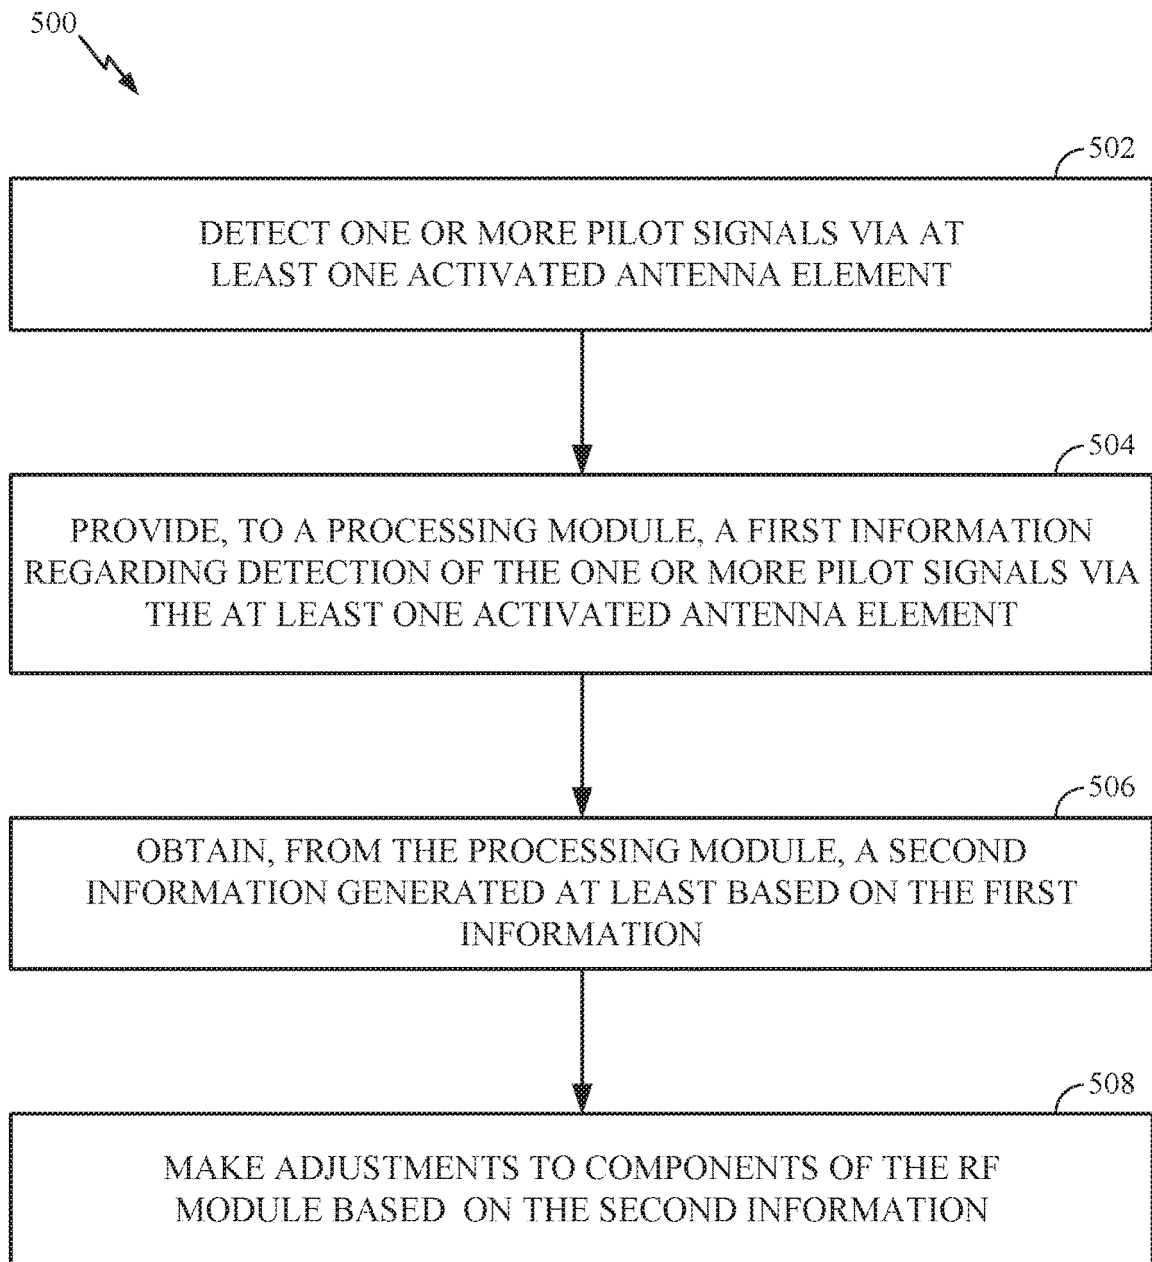 500
502
DETECT ONE OR MORE PILOT SIGNALS VIA AT
LEAST ONE ACTIVATED ANTENNA ELEMENT
504
PROVIDE, TO A PROCESSING MODULE, A FIRST INFORMATION
REGARDING DETECTION OF THE ONE OR MORE PILOT SIGNALS VIA
THE AT LEAST ONE ACTIVATED ANTENNA ELEMENT
506
OBTAIN, FROM THE PROCESSING MODULE, A SECOND
INFORMATION GENERATED AT LEAST BASED ON THE FIRST
INFORMATION
508
MAKE ADJUSTMENTS TO COMPONENTS OF THE RF
MODULE BASED ON THE SECOND INFORMATION